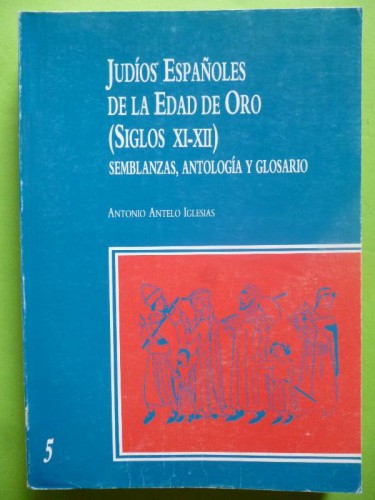 JUDÍOS ESPAÑOLES
DE LA EDAD DE ORO
(SIGLOS XI-XII)
SEMBLANZAS, ANTOLOGÍA Y GLOSARIO
ANTONIO ANTELO IGLESIAS
5